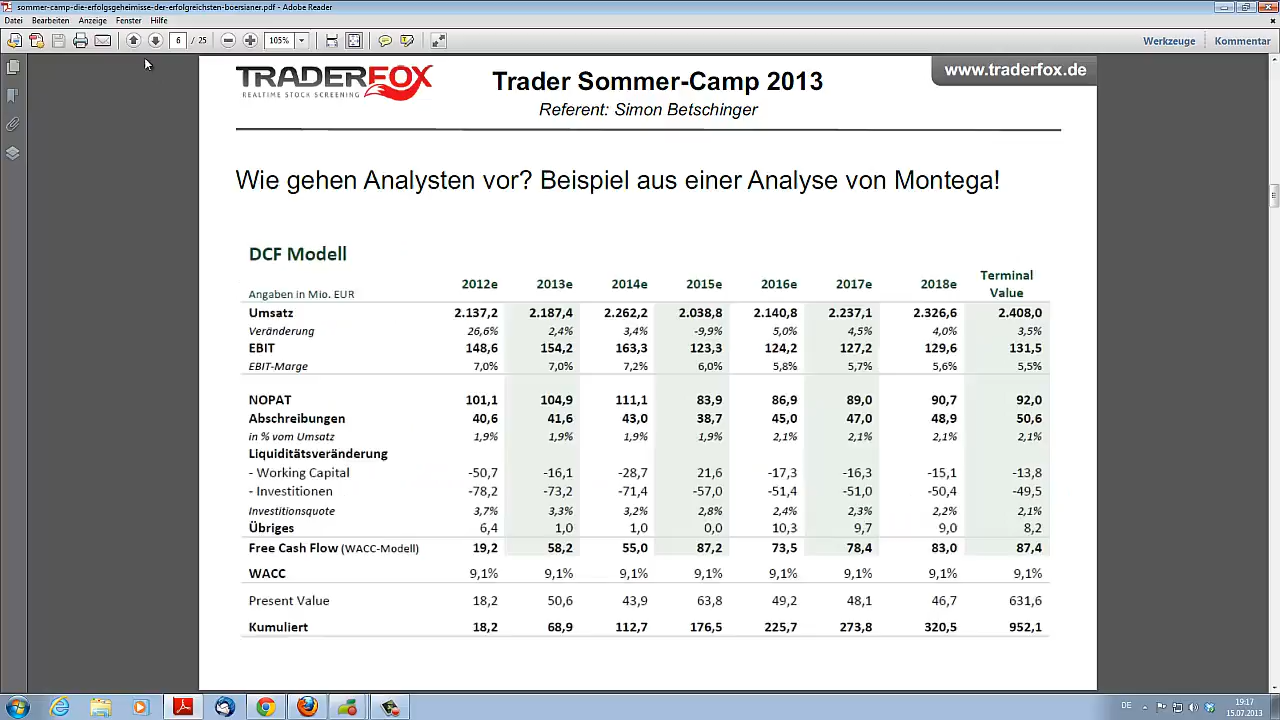 sommer-camp-die-erfolgsgeheimisse-der-erfolgreichsten-boersianer.pdf - Adobe Reader
Datei Bearbeiten Anzeige Fenster Hilfe
6 / 25 105% Werkzeuge Kommentar
TRADERFOX
REALTIME STOCK SCREENING
Trader Sommer-Camp 2013
Referent: Simon Betschinger
www.traderfox.de
Wie gehen Analysten vor? Beispiel aus einer Analyse von Montega!
DCF Modell
Angaben in Mio. EUR 2012e 2013e 2014e 2015e 2016e 2017e 2018e Terminal Value
Umsatz 2.137,2 2.187,4 2.262,2 2.038,8 2.140,8 2.237,1 2.326,6 2.408,0
Veränderung 26,6% 2,4% 3,4% -9,9% 5,0% 4,5% 4,0% 3,5%
EBIT 148,6 154,2 163,3 123,3 124,2 127,2 129,6 131,5
EBIT-Marge 7,0% 7,0% 7,2% 6,0% 5,8% 5,7% 5,6% 5,5%
NOPAT 101,1 104,9 111,1 83,9 86,9 89,0 90,7 92,0
Abschreibungen 40,6 41,6 43,0 38,7 45,0 47,0 48,9 50,6
in % vom Umsatz 1,9% 1,9% 1,9% 1,9% 2,1% 2,1% 2,1% 2,1%
Liquiditätsveränderung
- Working Capital -50,7 -16,1 -28,7 21,6 -17,3 -16,3 -15,1 -13,8
- Investitionen -78,2 -73,2 -71,4 -57,0 -51,4 -51,0 -50,4 -49,5
Investitionsquote 3,7% 3,3% 3,2% 2,8% 2,4% 2,3% 2,2% 2,1%
Übriges 6,4 1,0 1,0 0,0 10,3 9,7 9,0 8,2
Free Cash Flow (WACC-Modell) 19,2 58,2 55,0 87,2 73,5 78,4 83,0 87,4
WACC 9,1% 9,1% 9,1% 9,1% 9,1% 9,1% 9,1% 9,1%
Present Value 18,2 50,6 43,9 63,8 49,2 48,1 46,7 631,6
Kumuliert 18,2 68,9 112,7 176,5 225,7 273,8 320,5 952,1
DE 19:17
15.07.2013